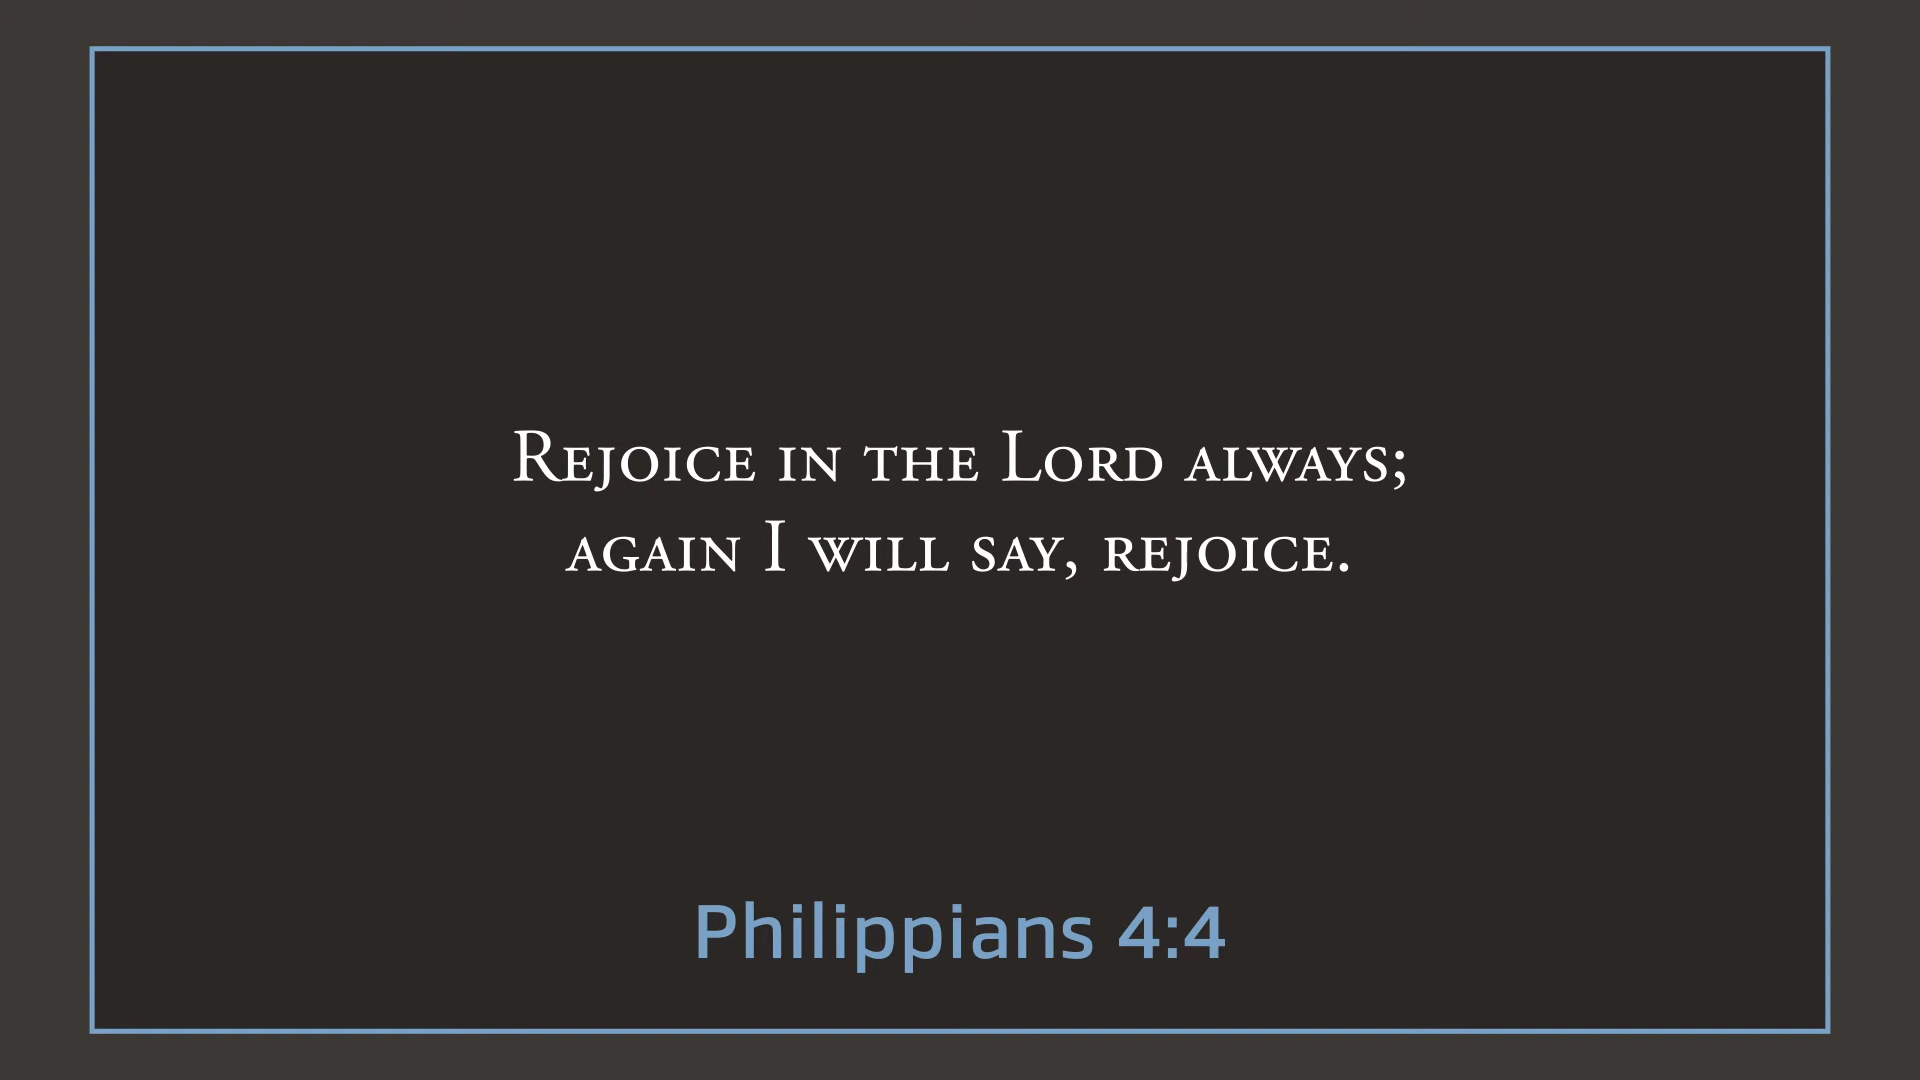 Rejoice in the Lord always;
again I will say, rejoice.
Philippians 4:4